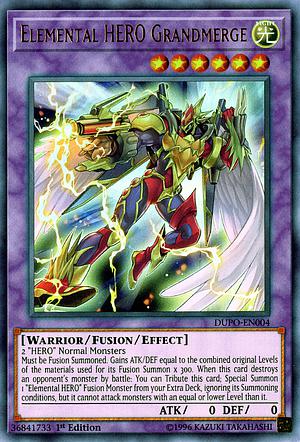 Elemental HERO Grandmerge
LIGHT
光
DUPO-EN004
[Warrior/Fusion/Effect]
2 "HERO" Normal Monsters
Must be Fusion Summoned. Gains ATK/DEF equal to the combined original Levels
of the materials used for its Fusion Summon x 300. When this card destroys
an opponent's monster by battle: You can Tribute this card; Special Summon
1 "Elemental HERO" Fusion Monster from your Extra Deck, ignoring its Summoning
conditions, but it cannot attack monsters with an equal or lower Level than it.
ATK/ 0 DEF/ 0
36841733 1st Edition ©1996 KAZUKI TAKAHASHI